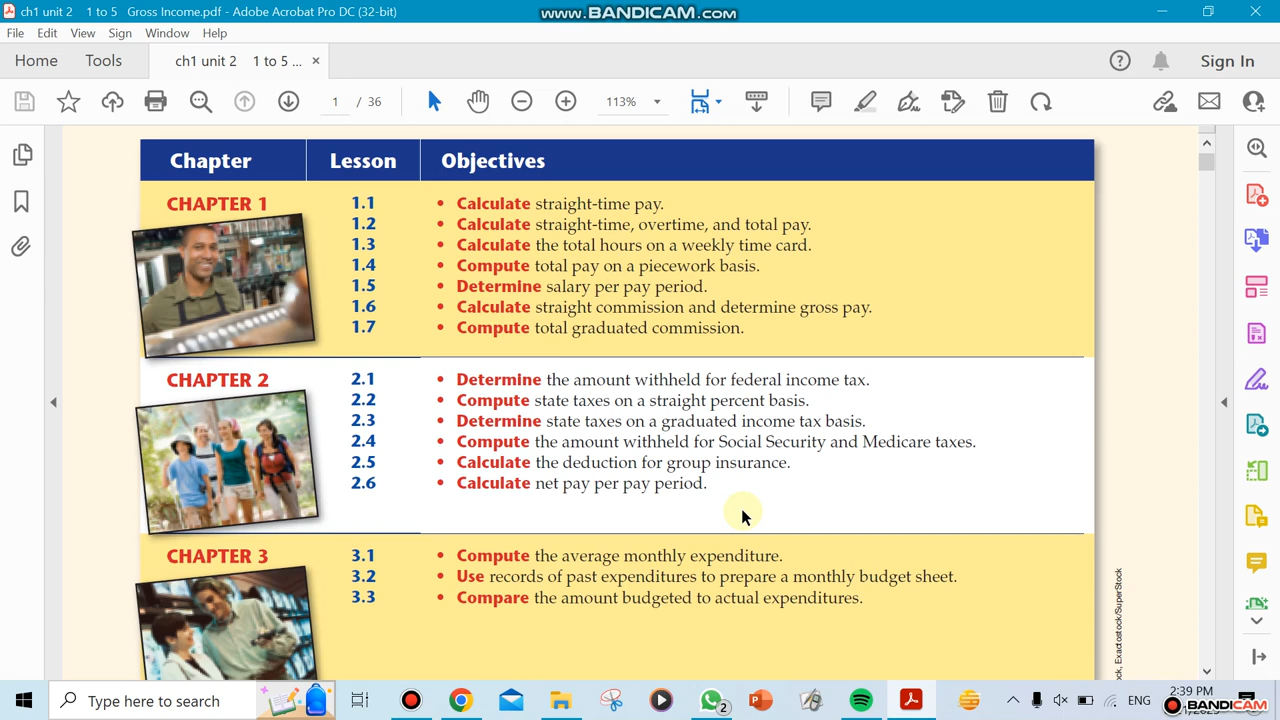 ch1 unit 2 1 to 5 Gross Income.pdf - Adobe Acrobat Pro DC (32-bit)
www.BANDICAM.com
File Edit View Sign Window Help
Home Tools ch1 unit 2 1 to 5 ... × Sign In
1 / 36 113%
Chapter Lesson Objectives
CHAPTER 1
1.1 • Calculate straight-time pay.
1.2 • Calculate straight-time, overtime, and total pay.
1.3 • Calculate the total hours on a weekly time card.
1.4 • Compute total pay on a piecework basis.
1.5 • Determine salary per pay period.
1.6 • Calculate straight commission and determine gross pay.
1.7 • Compute total graduated commission.
CHAPTER 2
2.1 • Determine the amount withheld for federal income tax.
2.2 • Compute state taxes on a straight percent basis.
2.3 • Determine state taxes on a graduated income tax basis.
2.4 • Compute the amount withheld for Social Security and Medicare taxes.
2.5 • Calculate the deduction for group insurance.
2.6 • Calculate net pay per pay period.
CHAPTER 3
3.1 • Compute the average monthly expenditure.
3.2 • Use records of past expenditures to prepare a monthly budget sheet.
3.3 • Compare the amount budgeted to actual expenditures.
Exactostock/SuperStock
Type here to search
2
ENG
2:39 PM
BANDICAM